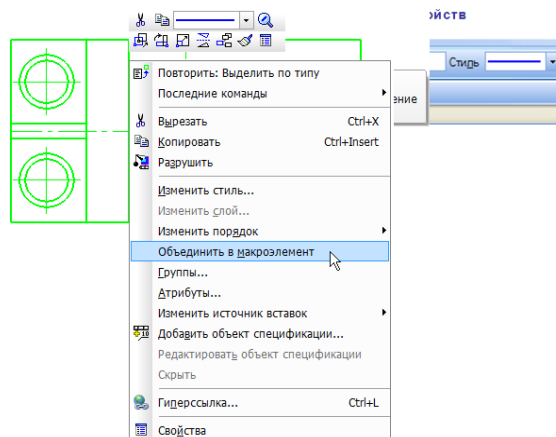 ойств
Стиль
ение
Повторить: Выделить по типу
Последние команды
Вырезать Ctrl+X
Копировать Ctrl+Insert
Разрушить
Изменить стиль...
Изменить слой...
Изменить порядок
Объединить в макроэлемент
Группы...
Атрибуты...
Изменить источник вставок
Добавить объект спецификации...
Редактировать объект спецификации
Скрыть
Гиперссылка... Ctrl+L
Свойства